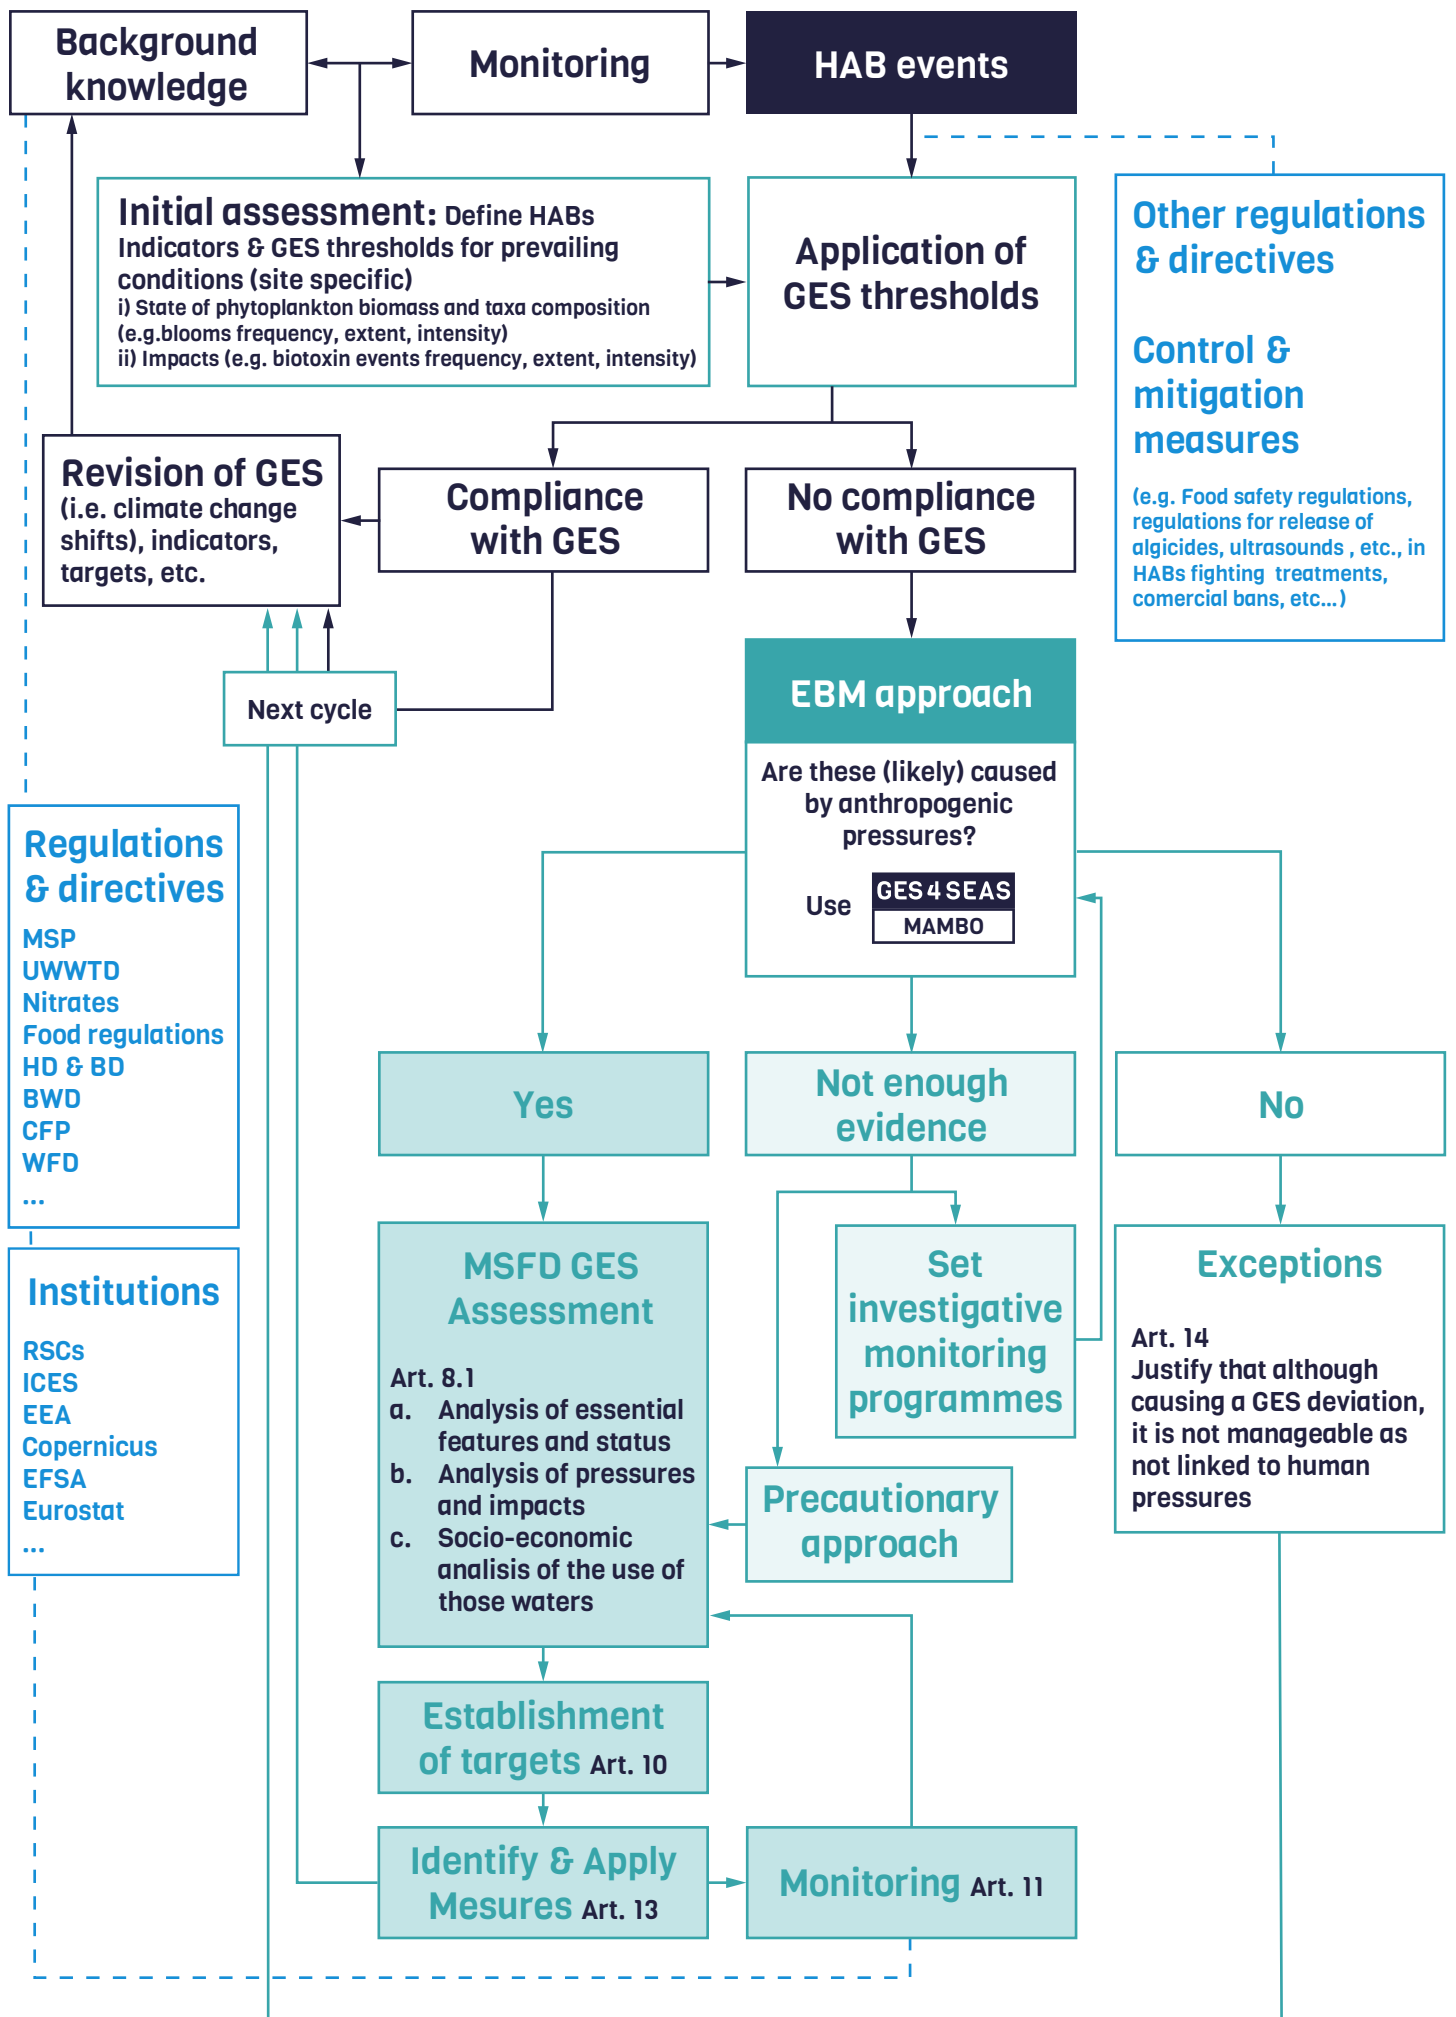 Background
knowledge
Monitoring
HAB events
Initial assessment: Define HABs
Indicators & GES thresholds for prevailing
conditions (site specific)
i) State of phytoplankton biomass and taxa composition
(e.g.blooms frequency, extent, intensity)
ii) Impacts (e.g. biotoxin events frequency, extent, intensity)
Application of
GES thresholds
Other regulations
& directives
Control &
mitigation
measures
(e.g. Food safety regulations,
regulations for release of
algicides, ultrasounds , etc., in
HABs fighting treatments,
comercial bans, etc...)
Revision of GES
(i.e. climate change
shifts), indicators,
targets, etc.
Compliance
with GES
No compliance
with GES
Next cycle
EBM approach
Are these (likely) caused
by anthropogenic
pressures?
Use
GES4SEAS
MAMBO
Regulations
& directives
MSP
UWWTD
Nitrates
Food regulations
HD & BD
BWD
CFP
WFD
...
Yes
Not enough
evidence
No
Institutions
RSCs
ICES
EEA
Copernicus
EFSA
Eurostat
...
MSFD GES
Assessment
Art. 8.1
a. Analysis of essential
features and status
b. Analysis of pressures
and impacts
c. Socio-economic
analisis of the use of
those waters
Set
investigative
monitoring
programmes
Precautionary
approach
Exceptions
Art. 14
Justify that although
causing a GES deviation,
it is not manageable as
not linked to human
pressures
Establishment
of targets Art. 10
Identify & Apply
Mesures Art. 13
Monitoring Art. 11